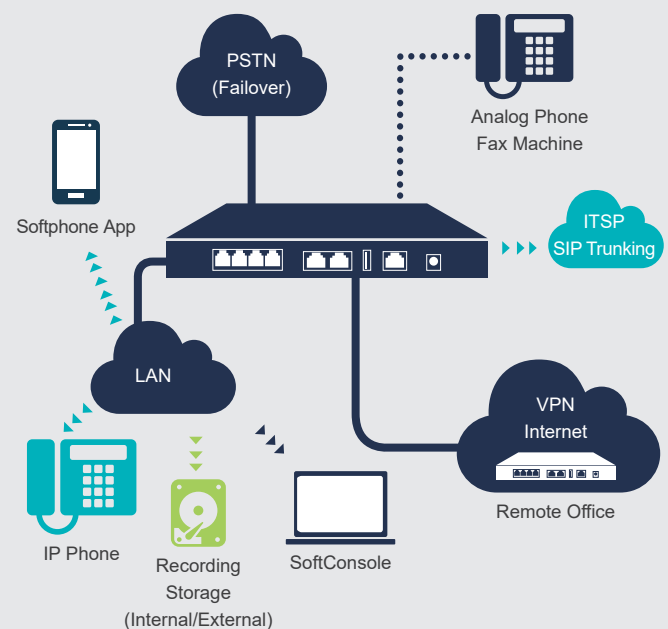 PSTN
(Failover)
Analog Phone
Fax Machine
Softphone App
ITSP
SIP Trunking
LAN
VPN
Internet
Remote Office
IP Phone
Recording
Storage
(Internal/External)
SoftConsole